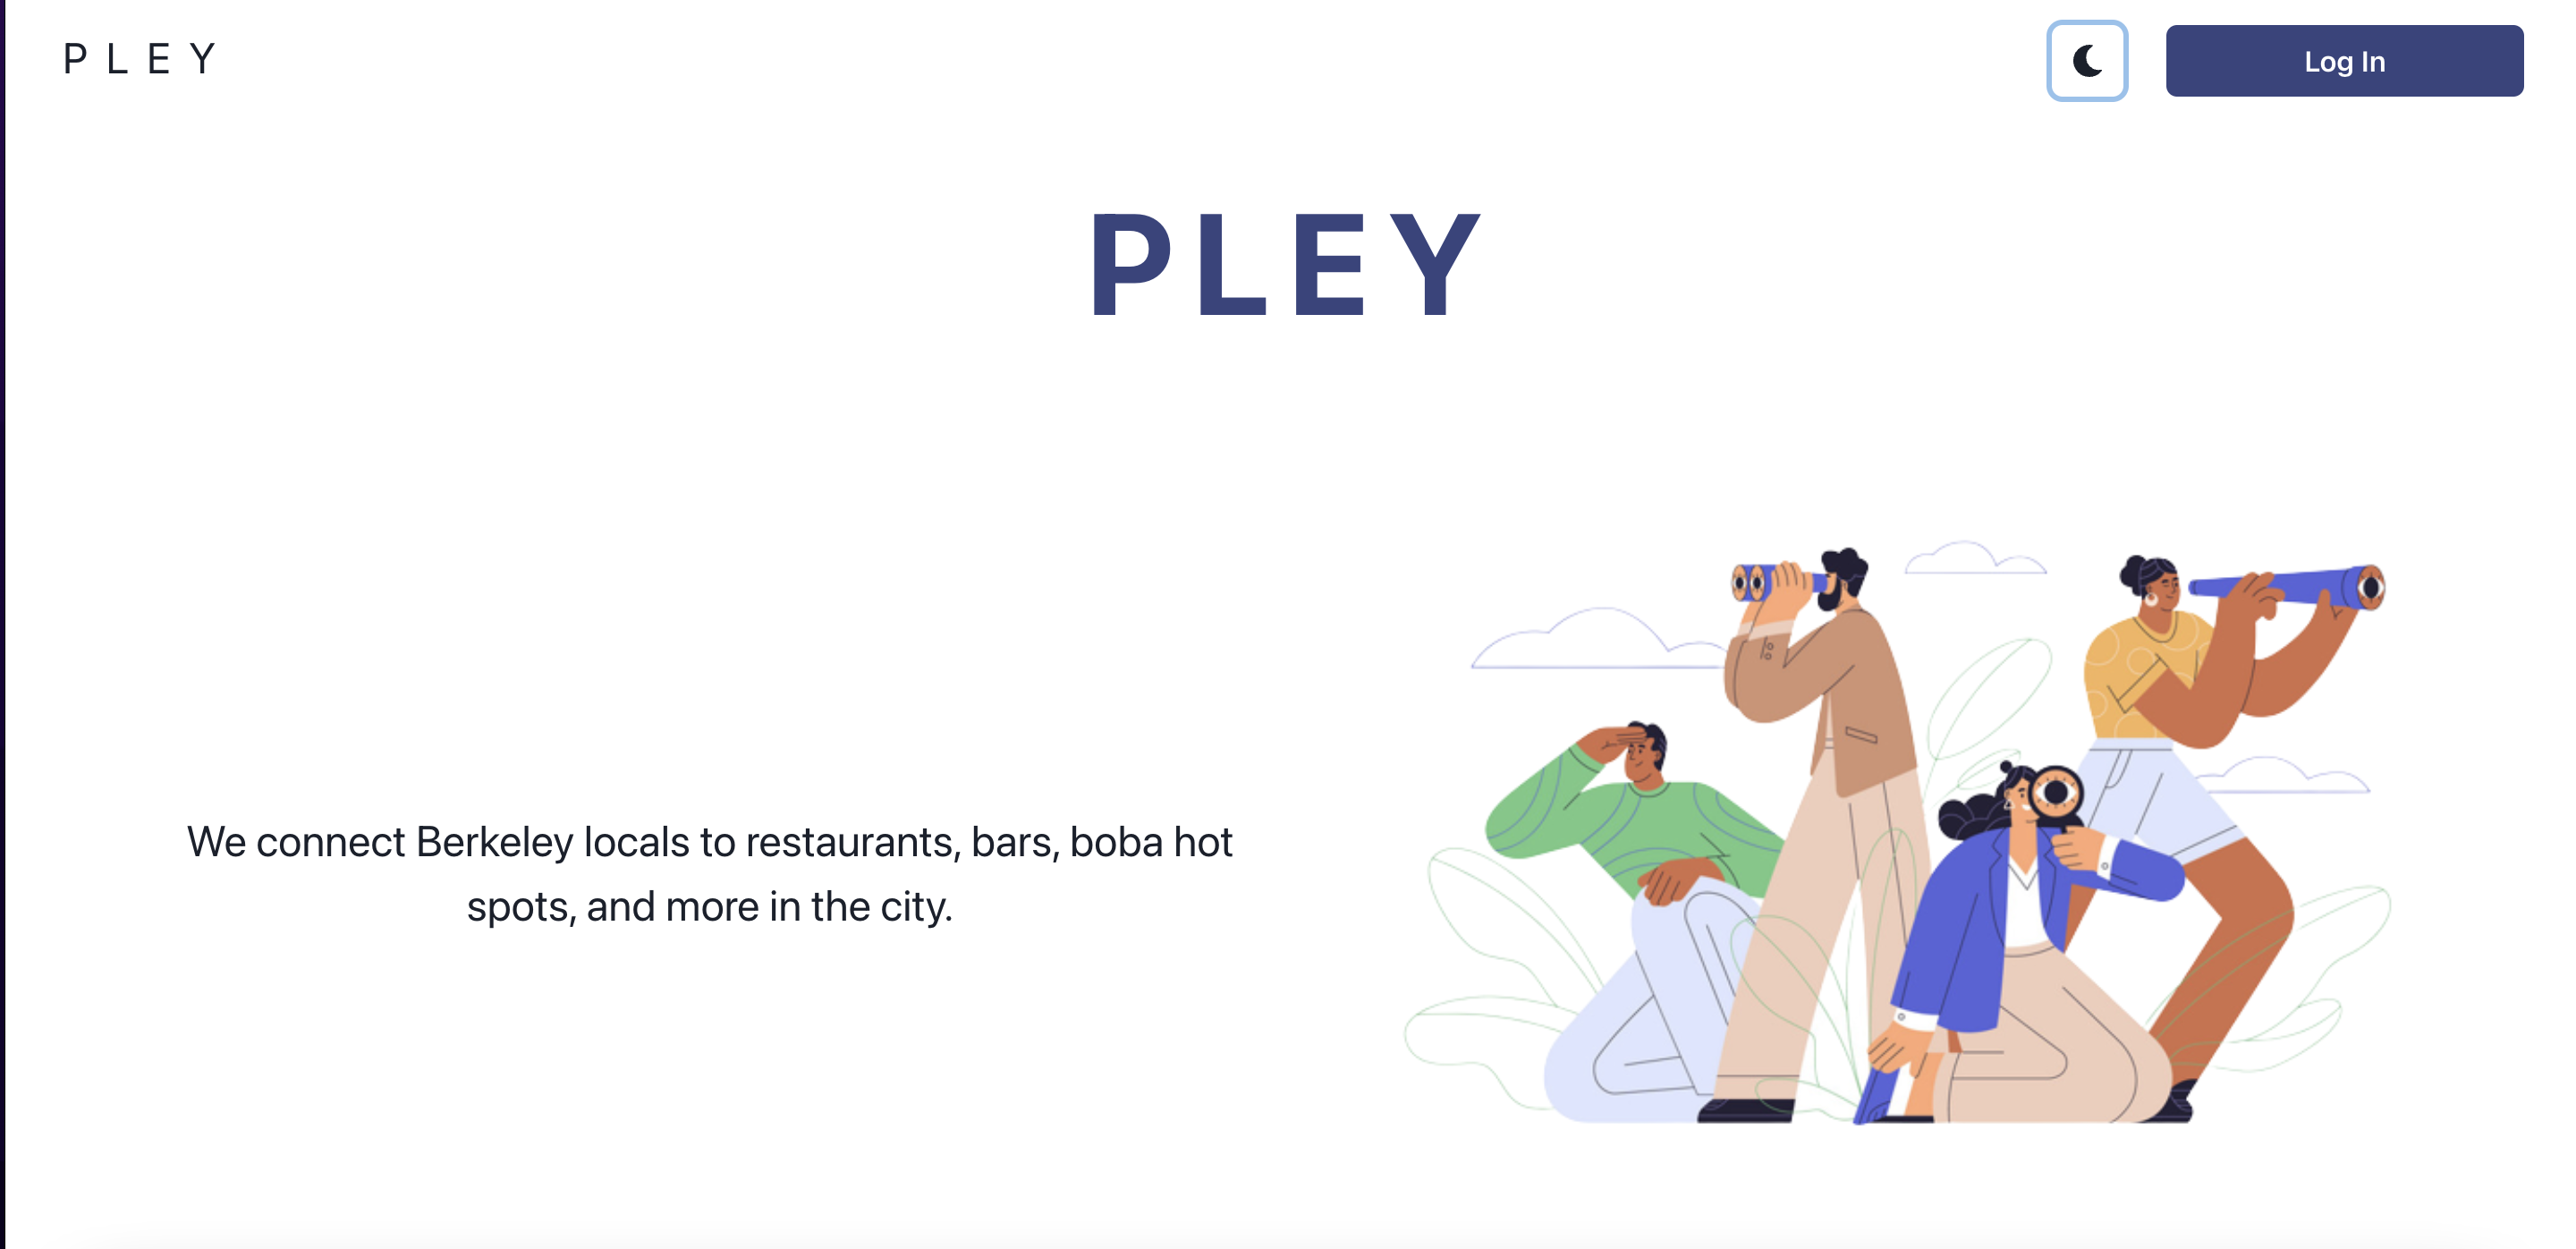 PLEY
Log In
PLEY
We connect Berkeley locals to restaurants, bars, boba hot
spots, and more in the city.